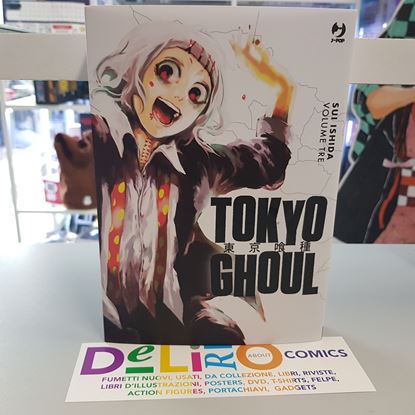 J-POP
SUI ISHIDA
VOLUME TRE
TOKYO
東京喰種
GHOUL
DeLiRiO
ABOUT
COMICS
FUMETTI NUOVI, USATI, DA COLLEZIONE, LIBRI, RIVISTE,
LIBRI D'ILLUSTRAZIONI, POSTERS, DVD, T-SHIRTS, FELPE,
ACTION FIGURES, PORTACHIAVI, GADGETS